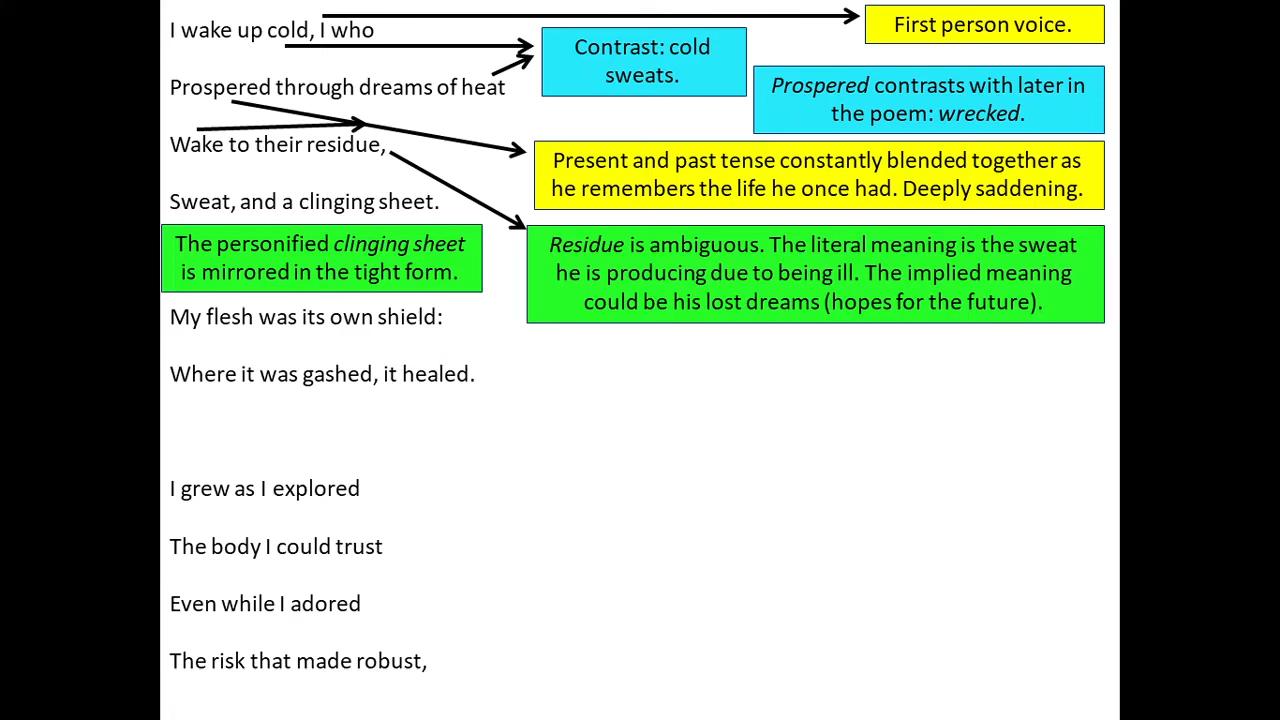 I wake up cold, I who
First person voice.
Contrast: cold
sweats.
Prospered through dreams of heat
Prospered contrasts with later in
the poem: wrecked.
Wake to their residue,
Present and past tense constantly blended together as
he remembers the life he once had. Deeply saddening.
Sweat, and a clinging sheet.
The personified clinging sheet
is mirrored in the tight form.
Residue is ambiguous. The literal meaning is the sweat
he is producing due to being ill. The implied meaning
could be his lost dreams (hopes for the future).
My flesh was its own shield:
Where it was gashed, it healed.
I grew as I explored
The body I could trust
Even while I adored
The risk that made robust,